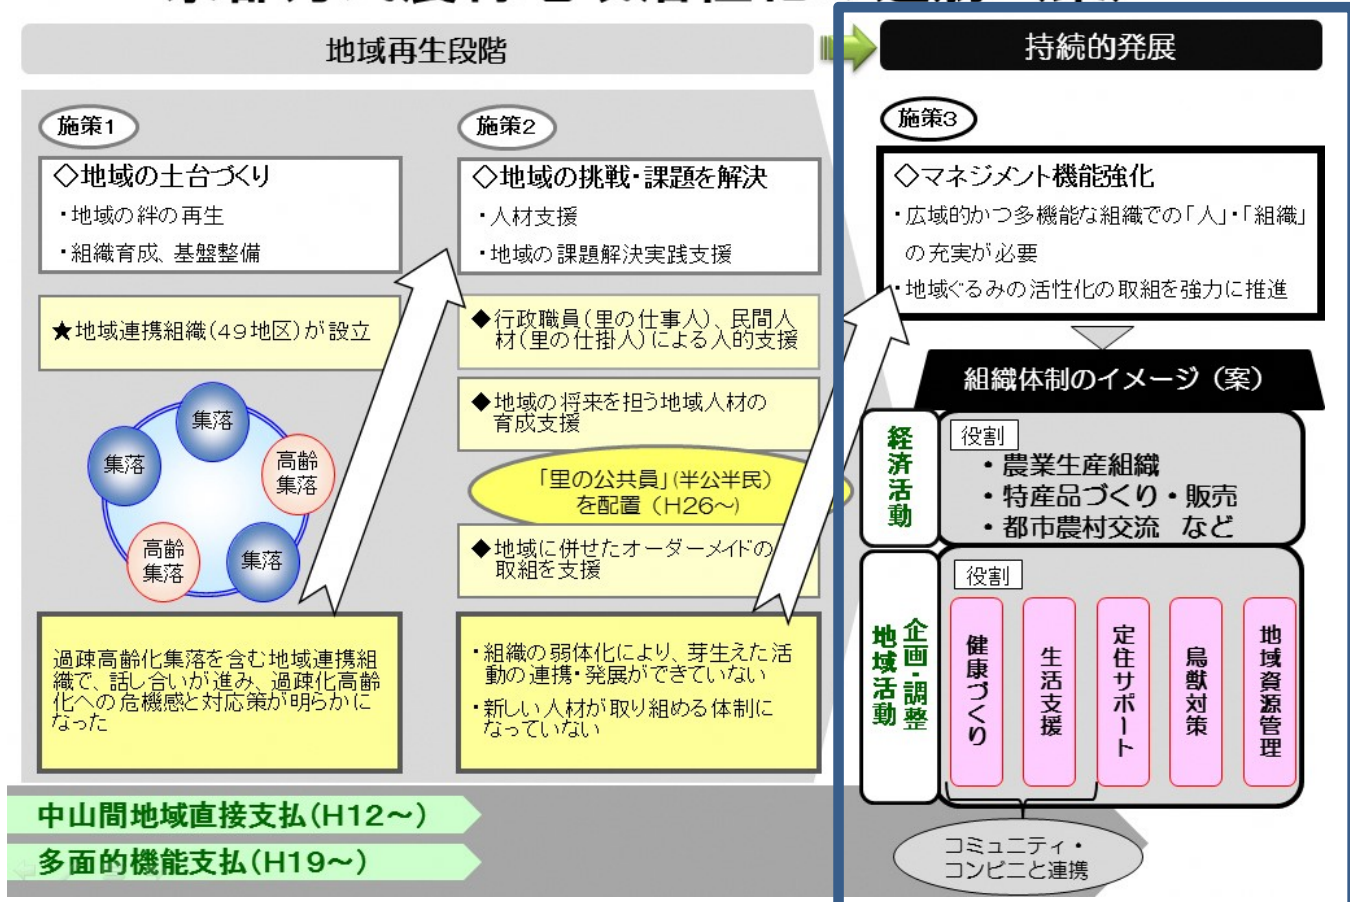 地域再生段階
持続的発展
施策1
◇地域の土台づくり
・地域の絆の再生
・組織育成、基盤整備
★地域連携組織(49地区)が設立
集落
集落
高齢
集落
高齢
集落
集落
過疎高齢化集落を含む地域連携組
織で、話し合いが進み、過疎化高齢
化への危機感と対応策が明らかに
なった
施策2
◇地域の挑戦・課題を解決
・人材支援
・地域の課題解決実践支援
◆行政職員(里の仕事人)、民間人
材(里の仕掛人)による人的支援
◆地域の将来を担う地域人材の
育成支援
「里の公共員」(半公半民)
を配置(H26～)
◆地域に併せたオーダーメイドの
取組を支援
・組織の弱体化により、芽生えた活
動の連携・発展ができていない
・新しい人材が取り組める体制に
なっていない
施策3
◇マネジメント機能強化
・広域的かつ多機能な組織での「人」・「組織」
の充実が必要
・地域ぐるみの活性化の取組を強力に推進
組織体制のイメージ（案）
経済活動
役割
・農業生産組織
・特産品づくり・販売
・都市農村交流 など
企画・調整
地域活動
役割
健康づくり
生活支援
定住サポート
鳥獣対策
地域資源管理
コミュニティ・
コンビニと連携
中山間地域直接支払(H12～)
多面的機能支払(H19～)